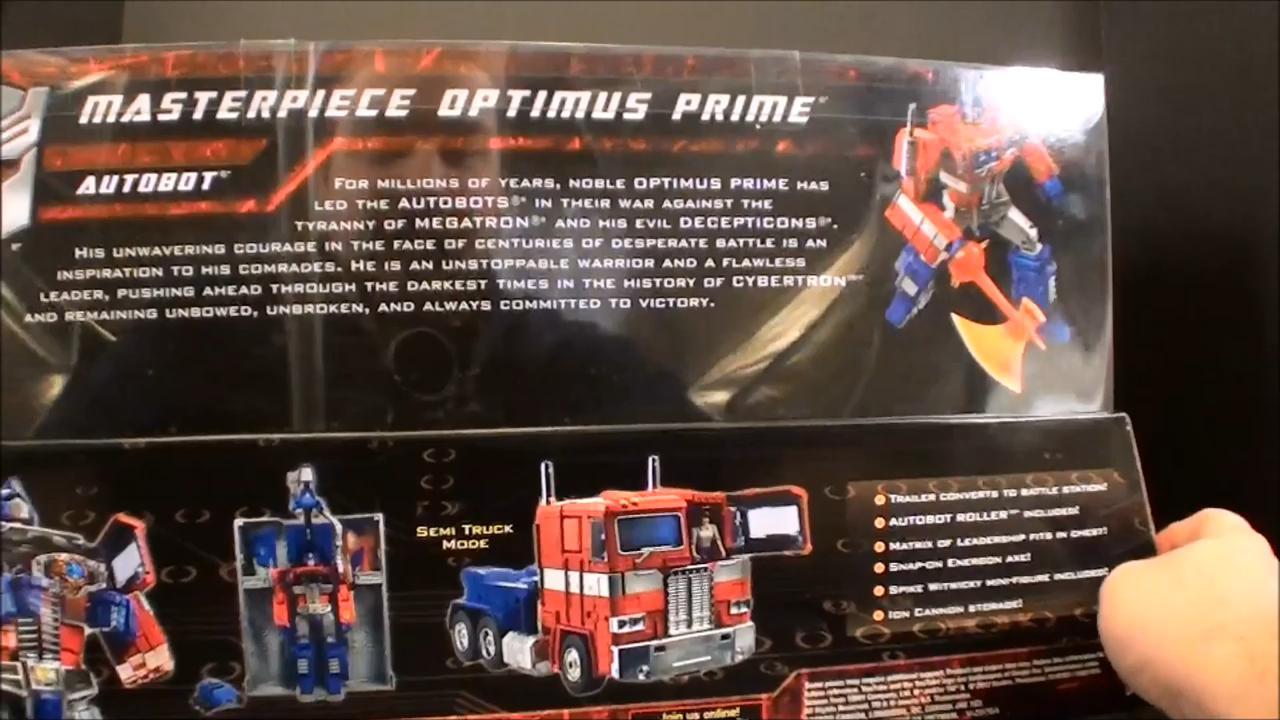 MASTERPIECE OPTIMUS PRIME
AUTOBOT
FOR MILLIONS OF YEARS, NOBLE OPTIMUS PRIME HAS
LED THE AUTOBOTS®* IN THEIR WAR AGAINST THE
TYRANNY OF MEGATRON®* AND HIS EVIL DECEPTICONS®*.
HIS UNWAVERING COURAGE IN THE FACE OF CENTURIES OF DESPERATE BATTLE IS AN
INSPIRATION TO HIS COMRADES. HE IS AN UNSTOPPABLE WARRIOR AND A FLAWLESS
LEADER, PUSHING AHEAD THROUGH THE DARKEST TIMES IN THE HISTORY OF CYBERTRON™*
AND REMAINING UNBOWED, UNBROKEN, AND ALWAYS COMMITTED TO VICTORY.
SEMI TRUCK
MODE
TRAILER CONVERTS TO BATTLE STATION!
AUTOBOT ROLLER™* INCLUDED!
MATRIX OF LEADERSHIP FITS IN CHEST!
SNAP-ON ENERGON AXE!
SPIKE WITWICKY MINI-FIGURE INCLUDED!
ION CANNON STORAGE!
Join us online!